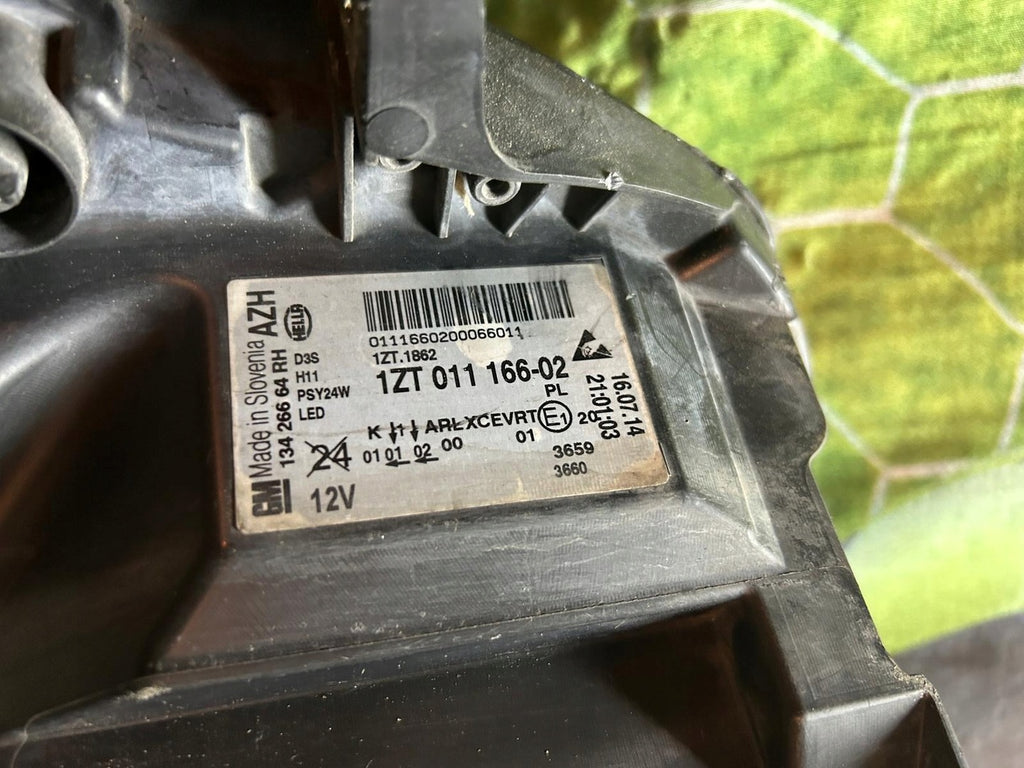 GM Made in Slovenia AZH
134 266 64 RH
HELLA
D3S
H11
PSY24W
LED
12V
0111660200066011
1ZT.1862
1ZT 011 166-02
PL
K ARLXCEVRT E1 20
01 01 02 00 01
3659
3660
16.07.14
21:01:03